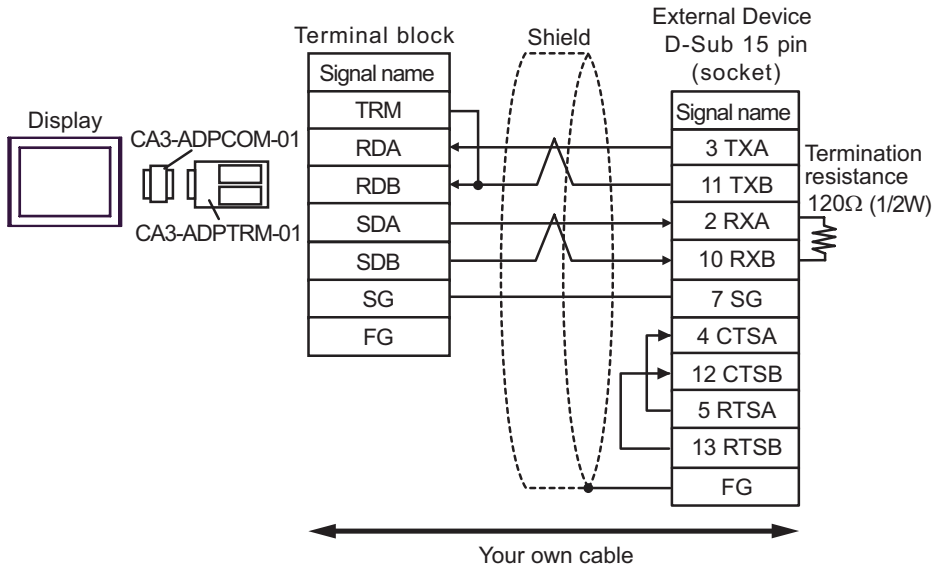 Display
CA3-ADPCOM-01
CA3-ADPTRM-01
Terminal block
Signal name
TRM
RDA
RDB
SDA
SDB
SG
FG
Shield
External Device
D-Sub 15 pin
(socket)
Signal name
3 TXA
11 TXB
2 RXA
10 RXB
7 SG
4 CTSA
12 CTSB
5 RTSA
13 RTSB
FG
Termination
resistance
120Ω (1/2W)
Your own cable